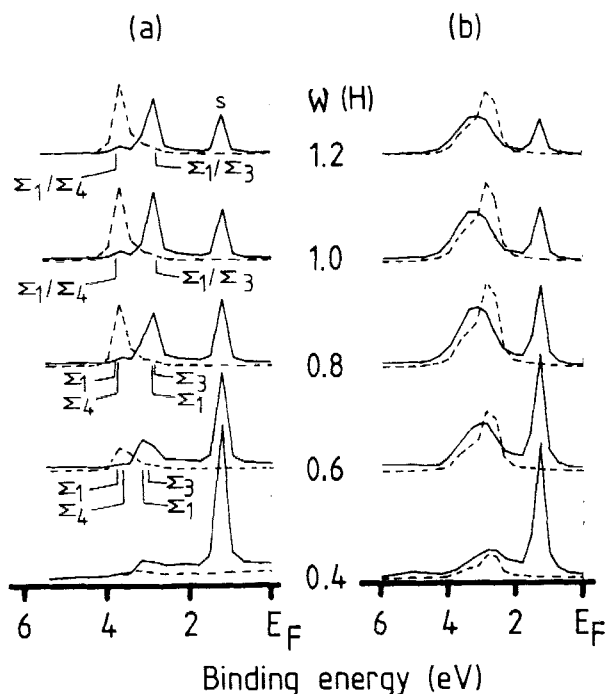 (a) (b)
W (H)
S
1.2
Σ1/Σ4 Σ1/Σ3
1.0
Σ1/Σ4 Σ1/Σ3
0.8
Σ1 Σ3
Σ4 Σ1
0.6
Σ1 Σ3
Σ4 Σ1
0.4
6 4 2 EF 6 4 2 EF
Binding energy (eV)